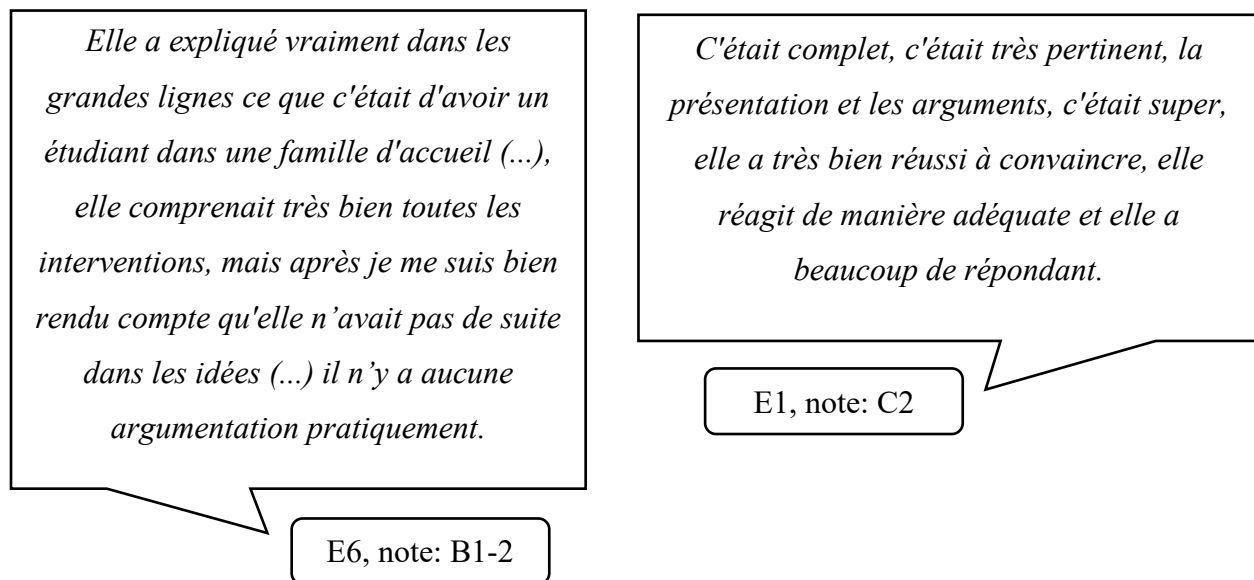 Elle a expliqué vraiment dans les
grandes lignes ce que c'était d'avoir un
étudiant dans une famille d'accueil (...),
elle comprenait très bien toutes les
interventions, mais après je me suis bien
rendu compte qu'elle n’avait pas de suite
dans les idées (...) il n’y a aucune
argumentation pratiquement.
E6, note: B1-2
C'était complet, c'était très pertinent, la
présentation et les arguments, c'était super,
elle a très bien réussi à convaincre, elle
réagit de manière adéquate et elle a
beaucoup de répondant.
E1, note: C2